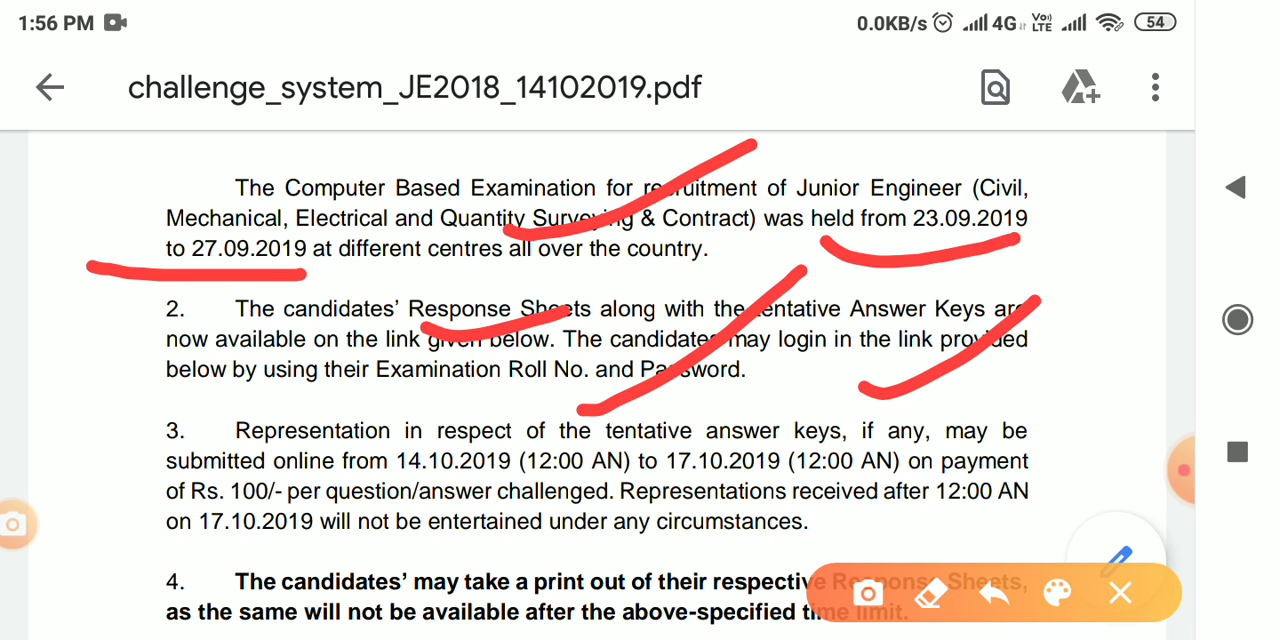 1:56 PM 0.0KB/s 4G Vo)) LTE 54
challenge_system_JE2018_14102019.pdf
The Computer Based Examination for recruitment of Junior Engineer (Civil,
Mechanical, Electrical and Quantity Surveying & Contract) was held from 23.09.2019
to 27.09.2019 at different centres all over the country.
2. The candidates’ Response Sheets along with the tentative Answer Keys are
now available on the link given below. The candidates may login in the link provided
below by using their Examination Roll No. and Password.
3. Representation in respect of the tentative answer keys, if any, may be
submitted online from 14.10.2019 (12:00 AN) to 17.10.2019 (12:00 AN) on payment
of Rs. 100/- per question/answer challenged. Representations received after 12:00 AN
on 17.10.2019 will not be entertained under any circumstances.
4. The candidates’ may take a print out of their respective Response Sheets,
as the same will not be available after the above-specified time limit.